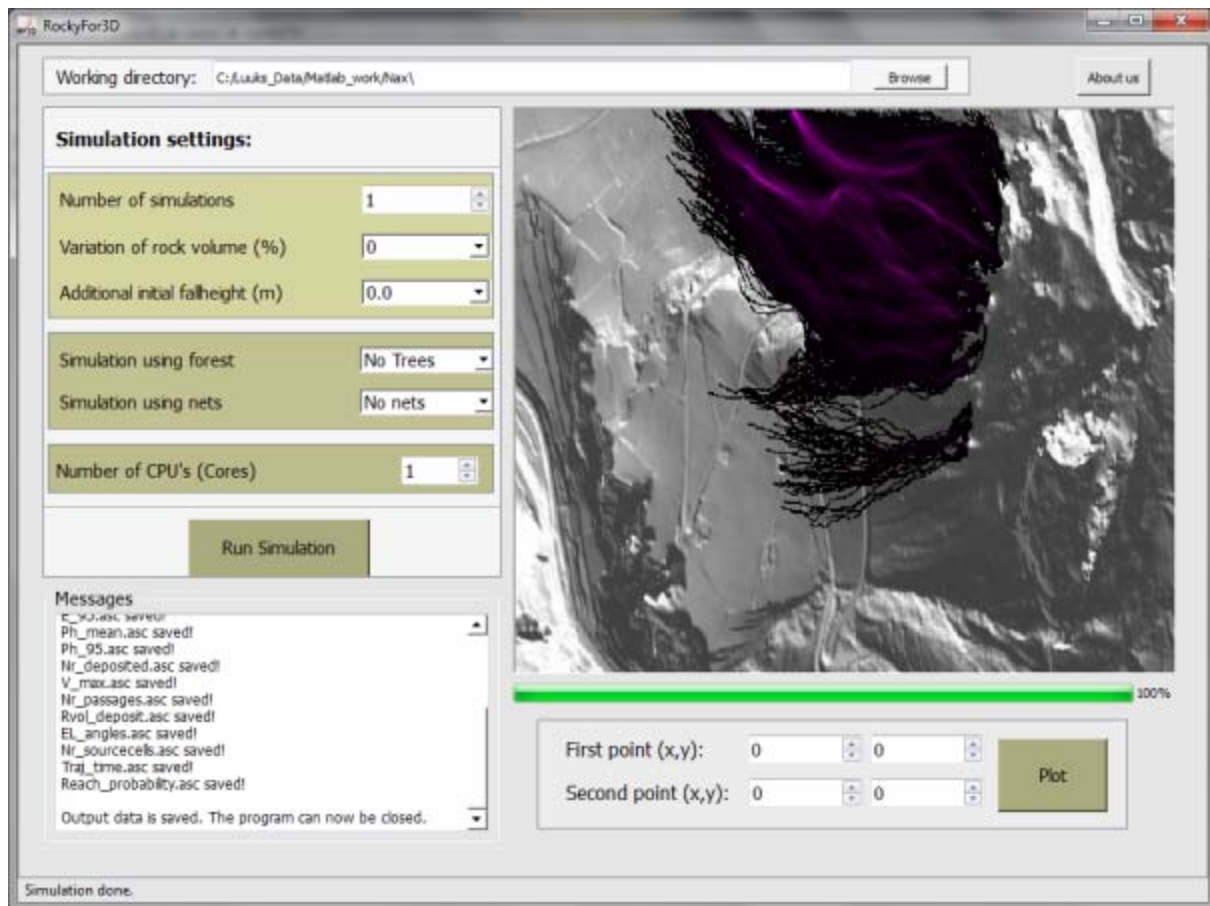 RockyFor3D
Working directory: C:/Luuks_Data/Matlab_work/Nax\ Browse About us
Simulation settings:
Number of simulations 1
Variation of rock volume (%) 0
Additional initial fallheight (m) 0.0
Simulation using forest No Trees
Simulation using nets No nets
Number of CPU's (Cores) 1
Run Simulation
Messages
E_95.asc saved!
Ph_mean.asc saved!
Ph_95.asc saved!
Nr_deposited.asc saved!
V_max.asc saved!
Nr_passages.asc saved!
Rvol_deposit.asc saved!
EL_angles.asc saved!
Nr_sourcecells.asc saved!
Traj_time.asc saved!
Reach_probability.asc saved!
Output data is saved. The program can now be closed.
100%
First point (x,y): 0 0
Second point (x,y): 0 0
Plot
Simulation done.